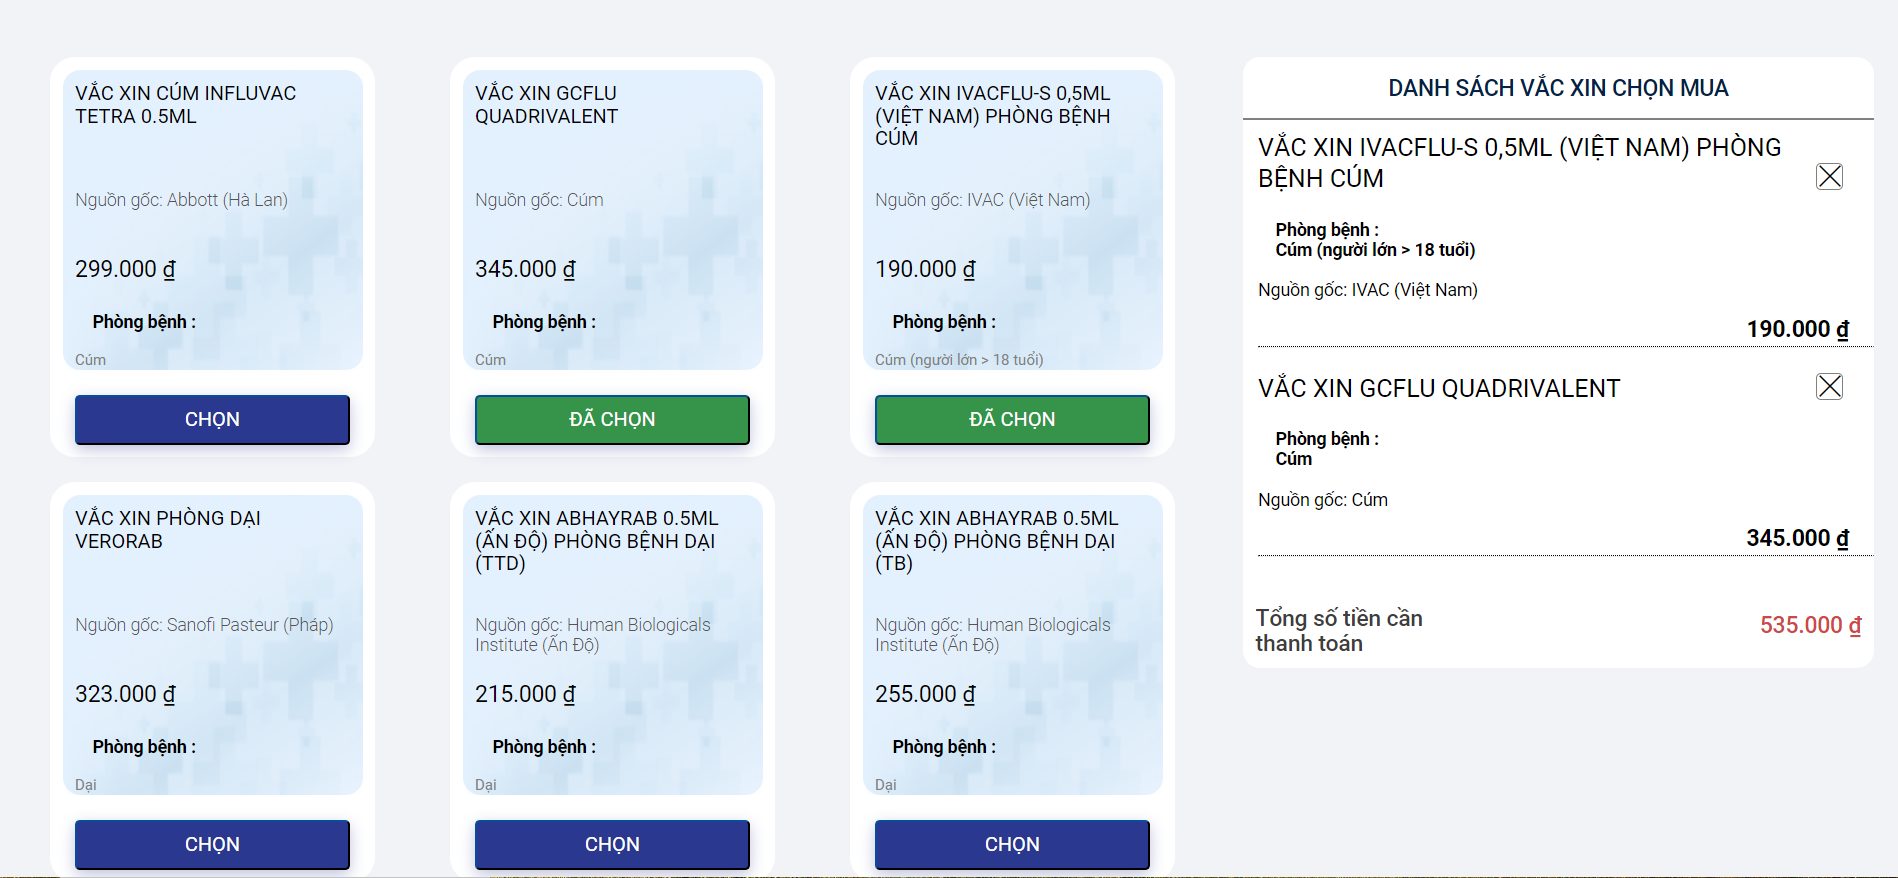 VẮC XIN CÚM INFLUVAC
TETRA 0.5ML
Nguồn gốc: Abbott (Hà Lan)
299.000 ₫
Phòng bệnh :
Cúm
CHỌN
VẮC XIN GCFLU
QUADRIVALENT
Nguồn gốc: Cúm
345.000 ₫
Phòng bệnh :
Cúm
ĐÃ CHỌN
VẮC XIN IVACFLU-S 0,5ML
(VIỆT NAM) PHÒNG BỆNH
CÚM
Nguồn gốc: IVAC (Việt Nam)
190.000 ₫
Phòng bệnh :
Cúm (người lớn > 18 tuổi)
ĐÃ CHỌN
VẮC XIN PHÒNG DẠI
VERORAB
Nguồn gốc: Sanofi Pasteur (Pháp)
323.000 ₫
Phòng bệnh :
Dại
CHỌN
VẮC XIN ABHAYRAB 0.5ML
(ẤN ĐỘ) PHÒNG BỆNH DẠI
(TTD)
Nguồn gốc: Human Biologicals
Institute (Ấn Độ)
215.000 ₫
Phòng bệnh :
Dại
CHỌN
VẮC XIN ABHAYRAB 0.5ML
(ẤN ĐỘ) PHÒNG BỆNH DẠI
(TB)
Nguồn gốc: Human Biologicals
Institute (Ấn Độ)
255.000 ₫
Phòng bệnh :
Dại
CHỌN
DANH SÁCH VẮC XIN CHỌN MUA
VẮC XIN IVACFLU-S 0,5ML (VIỆT NAM) PHÒNG
BỆNH CÚM
Phòng bệnh :
Cúm (người lớn > 18 tuổi)
Nguồn gốc: IVAC (Việt Nam)
190.000 ₫
VẮC XIN GCFLU QUADRIVALENT
Phòng bệnh :
Cúm
Nguồn gốc: Cúm
345.000 ₫
Tổng số tiền cần
thanh toán
535.000 ₫